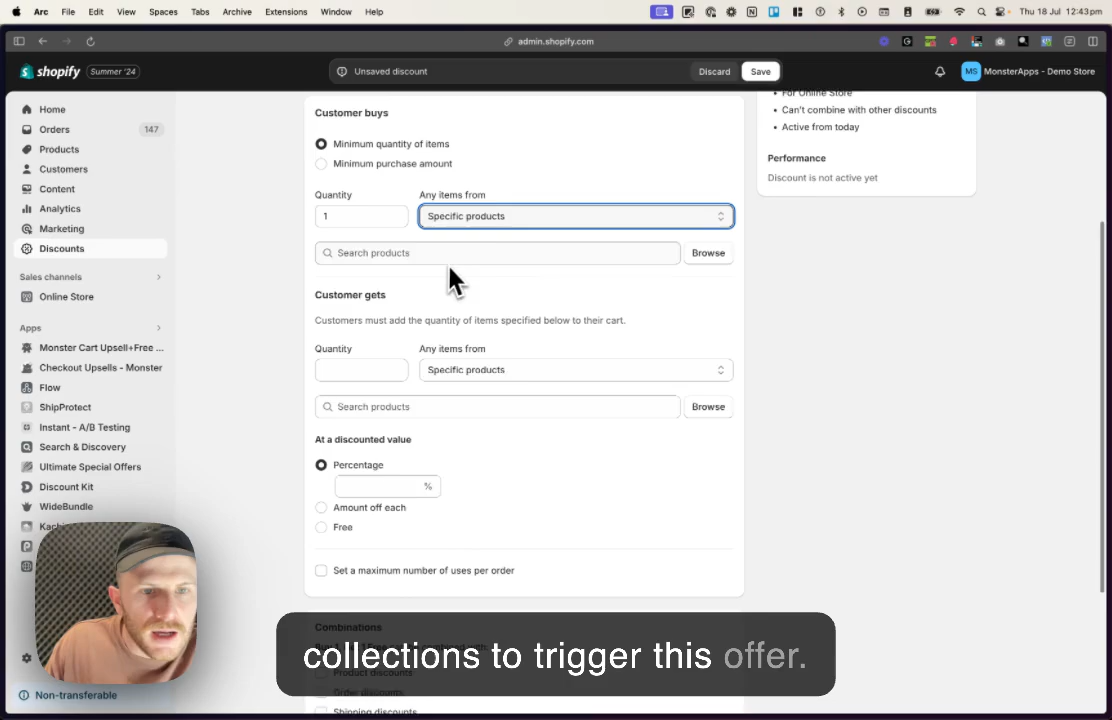 Arc File Edit View Spaces Tabs Archive Extensions Window Help Thu 18 Jul 12:43pm
admin.shopify.com
shopify Summer '24 Unsaved discount Discard Save MS MonsterApps - Demo Store
Home
Orders 147
Products
Customers
Content
Analytics
Marketing
Discounts
Sales channels
Online Store
Apps
Monster Cart Upsell+Free ...
Checkout Upsells - Monster
Flow
ShipProtect
Instant - A/B Testing
Search & Discovery
Ultimate Special Offers
Discount Kit
WideBundle
Non-transferable
Customer buys
Minimum quantity of items
Minimum purchase amount
Quantity Any items from
1 Specific products
Search products Browse
Customer gets
Customers must add the quantity of items specified below to their cart.
Quantity Any items from
Specific products
Search products Browse
At a discounted value
Percentage
%
Amount off each
Free
Set a maximum number of uses per order
Combinations
collections to trigger this offer.
Product discounts
Order discounts
Shipping discounts
For Online Store
Can't combine with other discounts
Active from today
Performance
Discount is not active yet